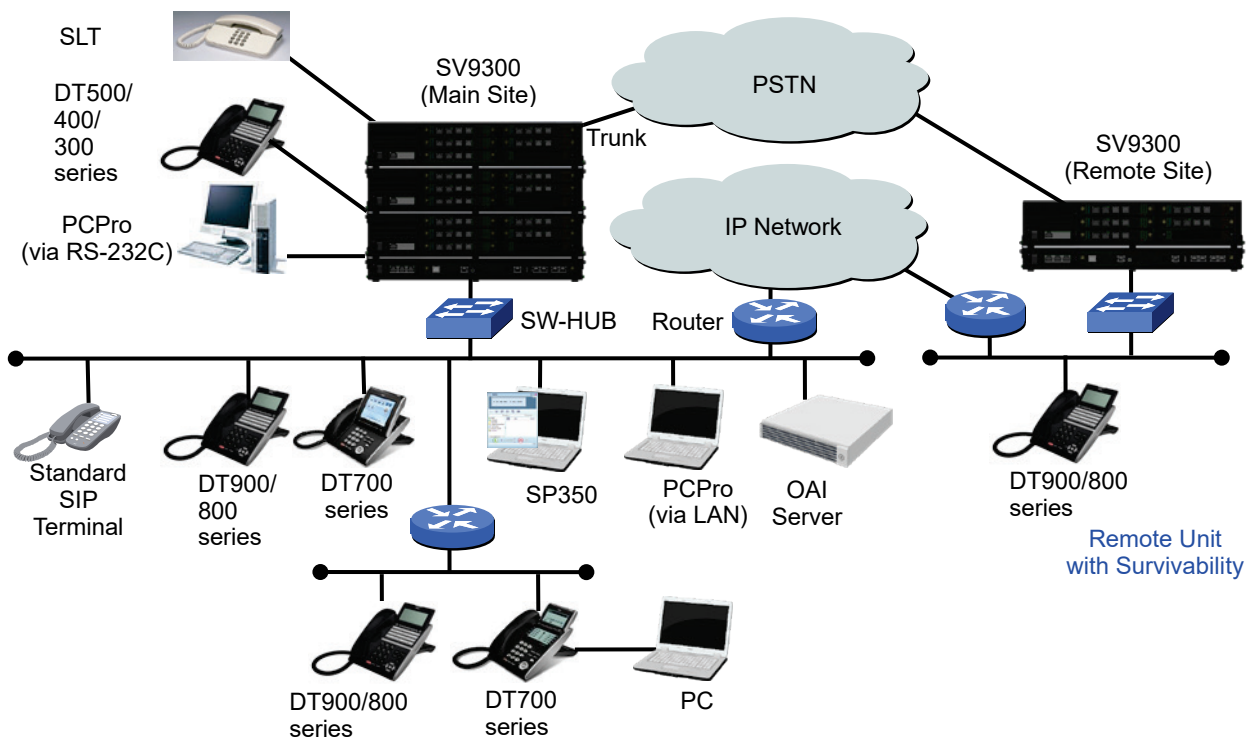 SLT
DT500/
400/
300
series
PCPro
(via RS-232C)
SV9300
(Main Site)
Trunk
PSTN
IP Network
SV9300
(Remote Site)
SW-HUB
Router
Standard
SIP
Terminal
DT900/
800
series
DT700
series
SP350
PCPro
(via LAN)
OAI
Server
DT900/800
series
Remote Unit
with Survivability
DT900/800
series
DT700
series
PC